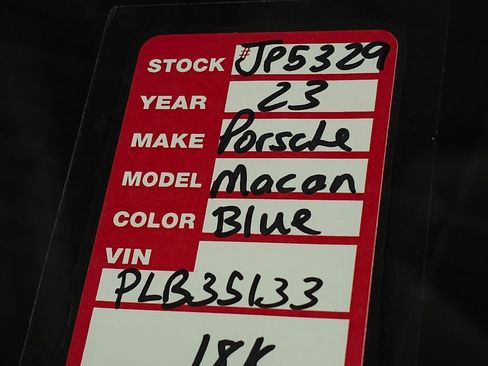 STOCK #JP5329
YEAR 23
MAKE Porsche
MODEL Macan
COLOR Blue
VIN
PLB35133
18K